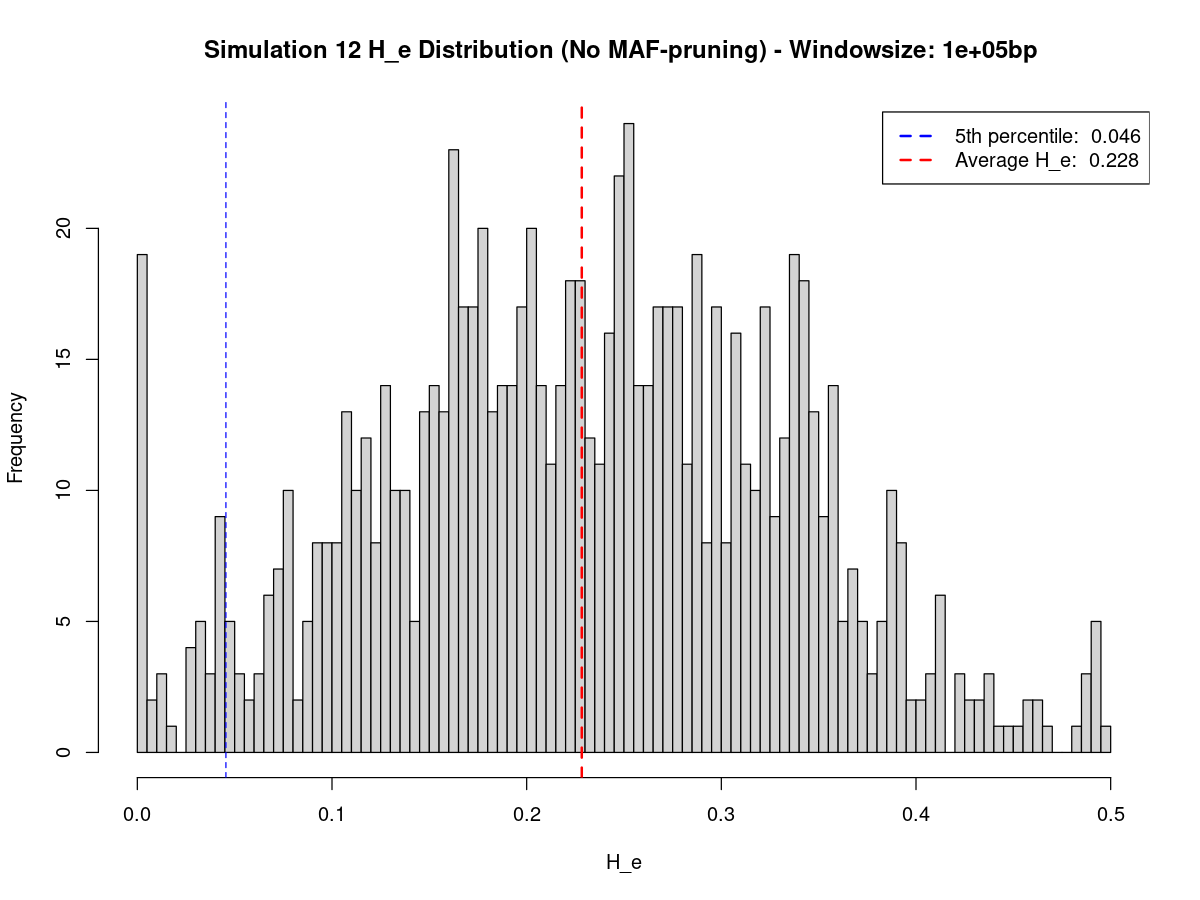 Simulation 12 H_e Distribution (No MAF-pruning) - Windowsize: 1e+05bp
5th percentile:  0.046
Average H_e:  0.228
Frequency
20
15
10
5
0
0.0
0.1
0.2
0.3
0.4
0.5
H_e